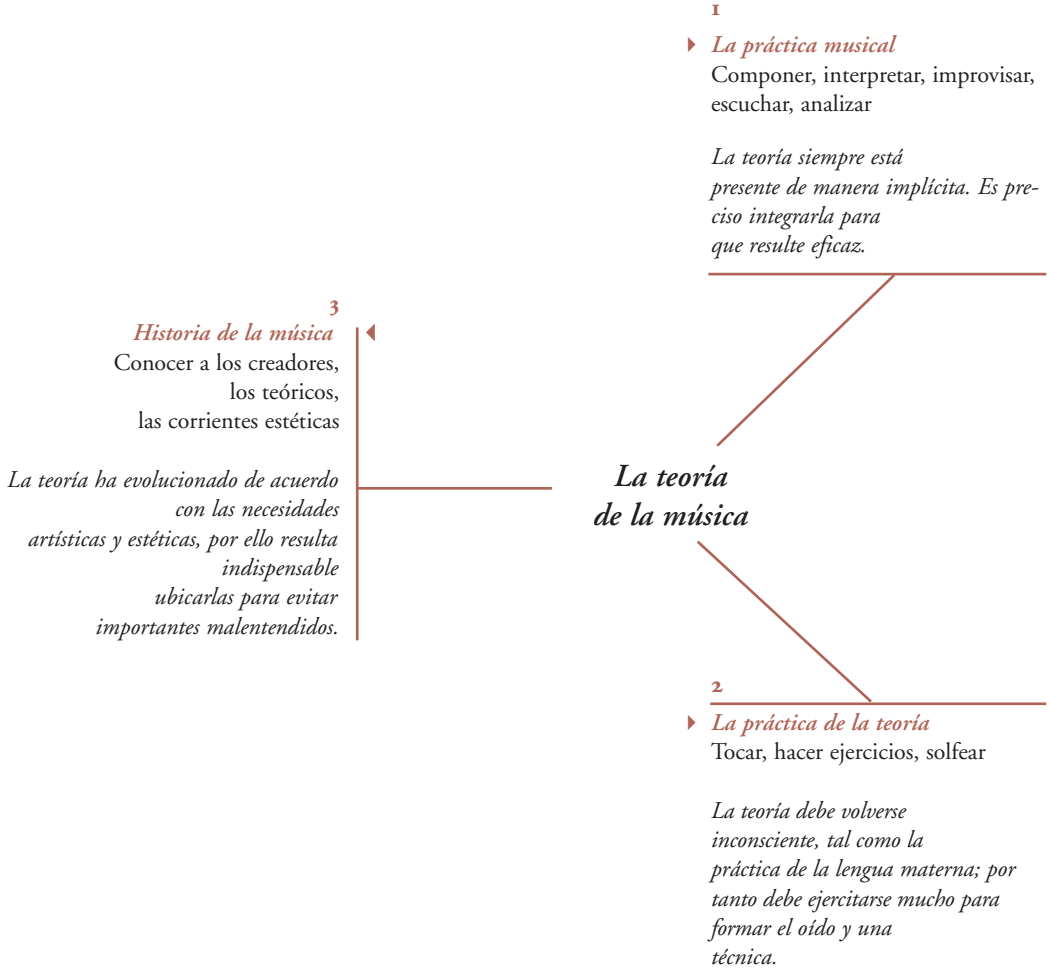 1
La práctica musical
Componer, interpretar, improvisar,
escuchar, analizar
La teoría siempre está
presente de manera implícita. Es pre-
ciso integrarla para
que resulte eficaz.
3
Historia de la música
Conocer a los creadores,
los teóricos,
las corrientes estéticas
La teoría ha evolucionado de acuerdo
con las necesidades
artísticas y estéticas, por ello resulta
indispensable
ubicarlas para evitar
importantes malentendidos.
La teoría
de la música
2
La práctica de la teoría
Tocar, hacer ejercicios, solfear
La teoría debe volverse
inconsciente, tal como la
práctica de la lengua materna; por
tanto debe ejercitarse mucho para
formar el oído y una
técnica.